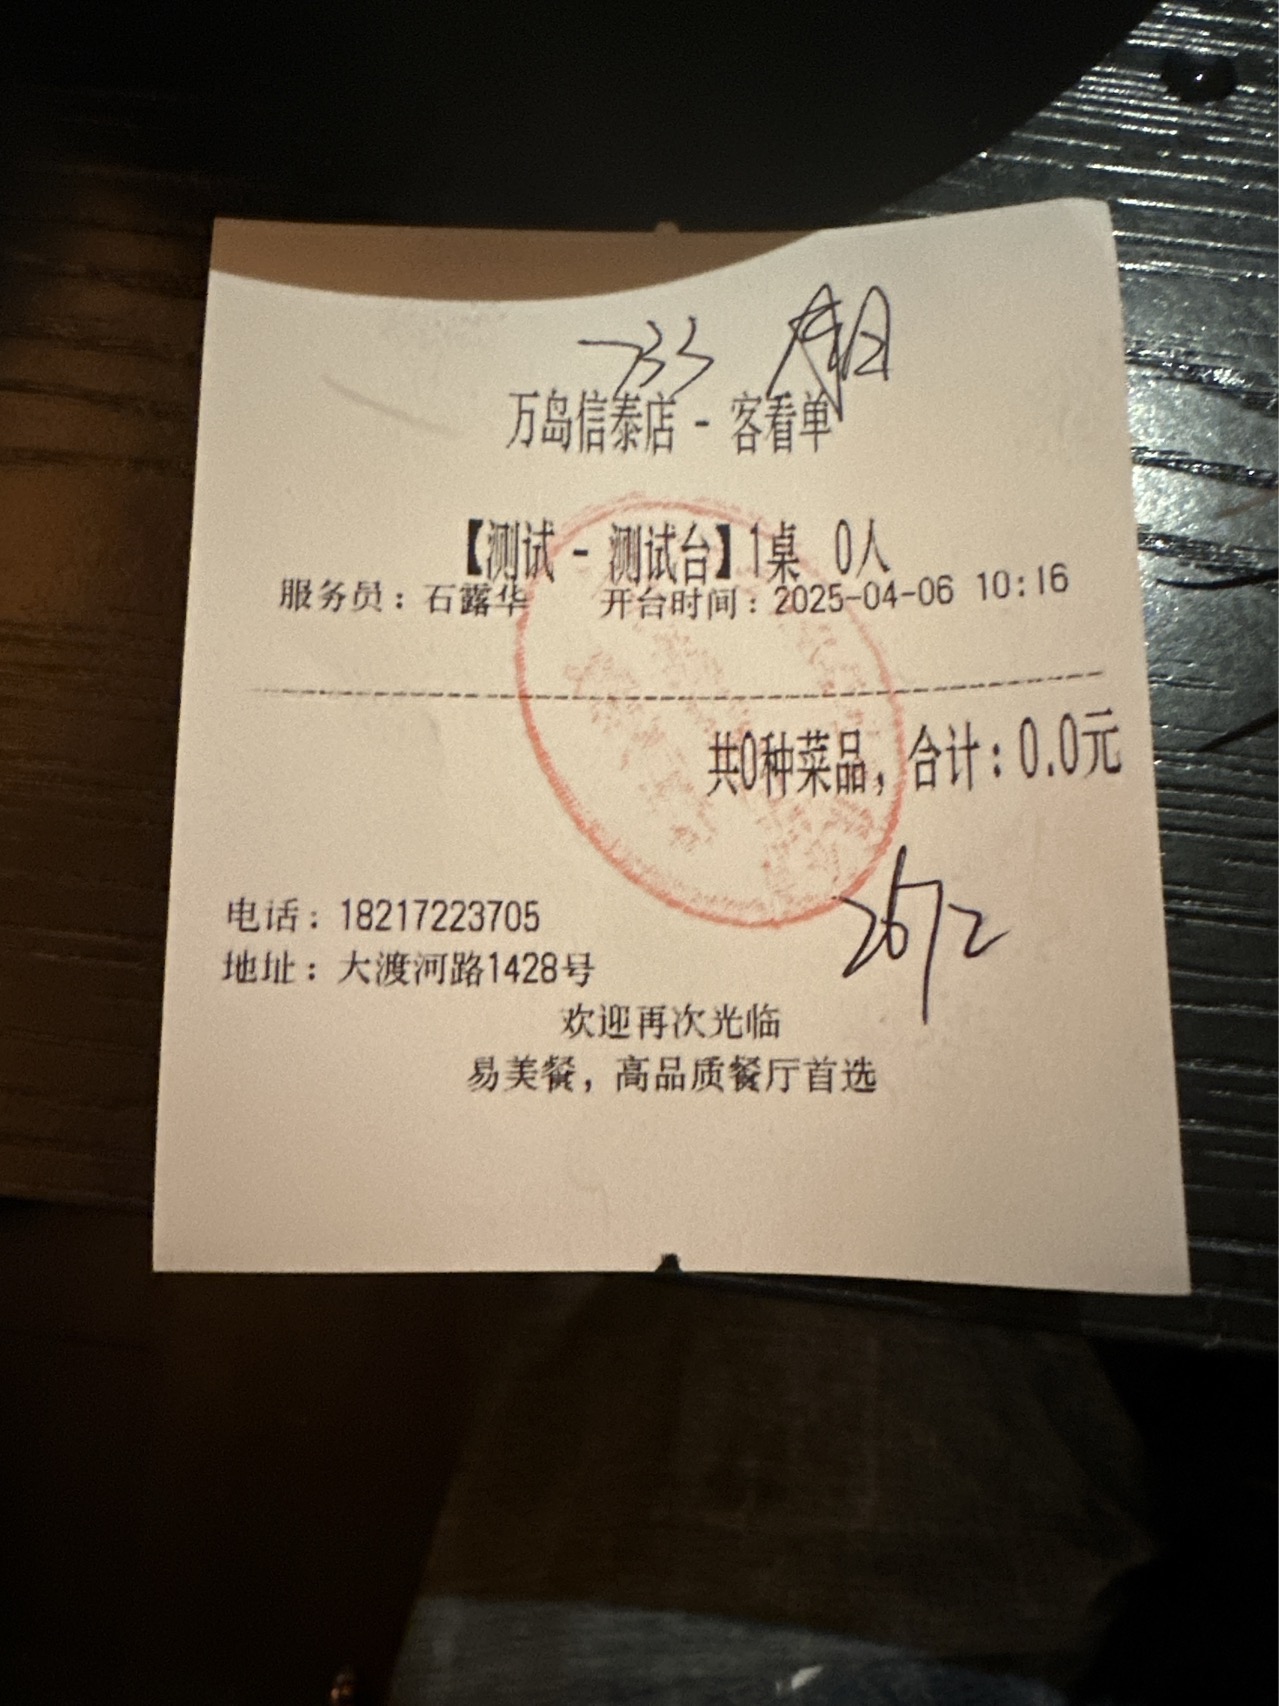 733
万岛信泰店 - 客看单
【测试 - 测试台】1桌 0人
服务员：石露华 开台时间：2025-04-06 10:16
共0种菜品，合计：0.0元
电话：18217223705
地址：大渡河路1428号
欢迎再次光临
易美餐，高品质餐厅首选